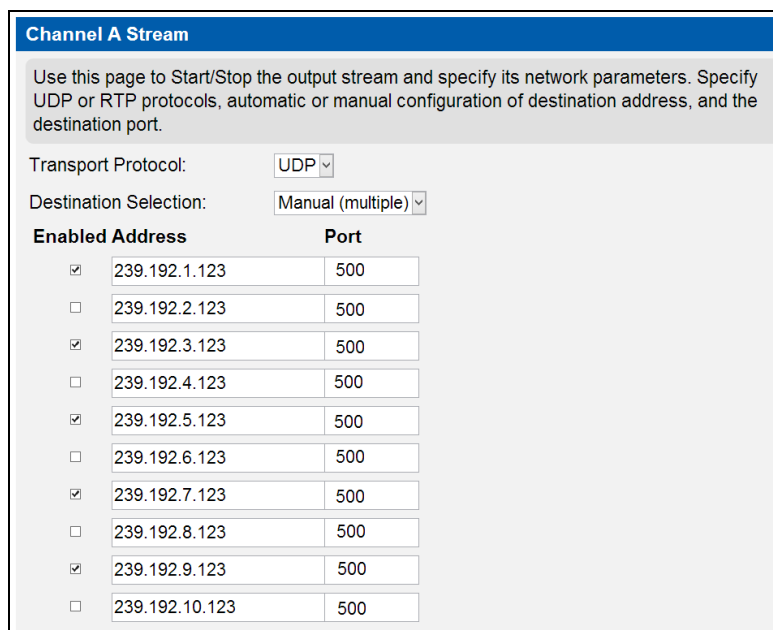 Channel A Stream
Use this page to Start/Stop the output stream and specify its network parameters. Specify
UDP or RTP protocols, automatic or manual configuration of destination address, and the
destination port.
Transport Protocol: UDP
Destination Selection: Manual (multiple)
Enabled Address Port
239.192.1.123 500
239.192.2.123 500
239.192.3.123 500
239.192.4.123 500
239.192.5.123 500
239.192.6.123 500
239.192.7.123 500
239.192.8.123 500
239.192.9.123 500
239.192.10.123 500